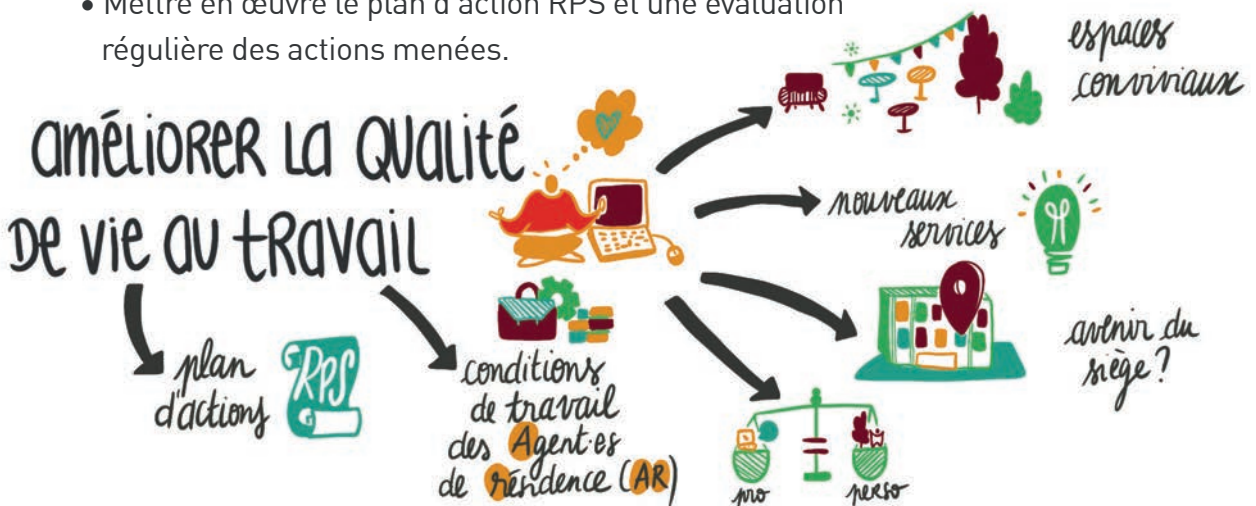 • Mettre en œuvre le plan d'action RPS et une évaluation
régulière des actions menées.
améliorer la qualité
de vie au travail
plan
d'actions
RPS
conditions
de travail
des Agent·es
de résidence (AR)
espaces
conviviaux
nouveaux
services
avenir du
siège ?
pro
perso